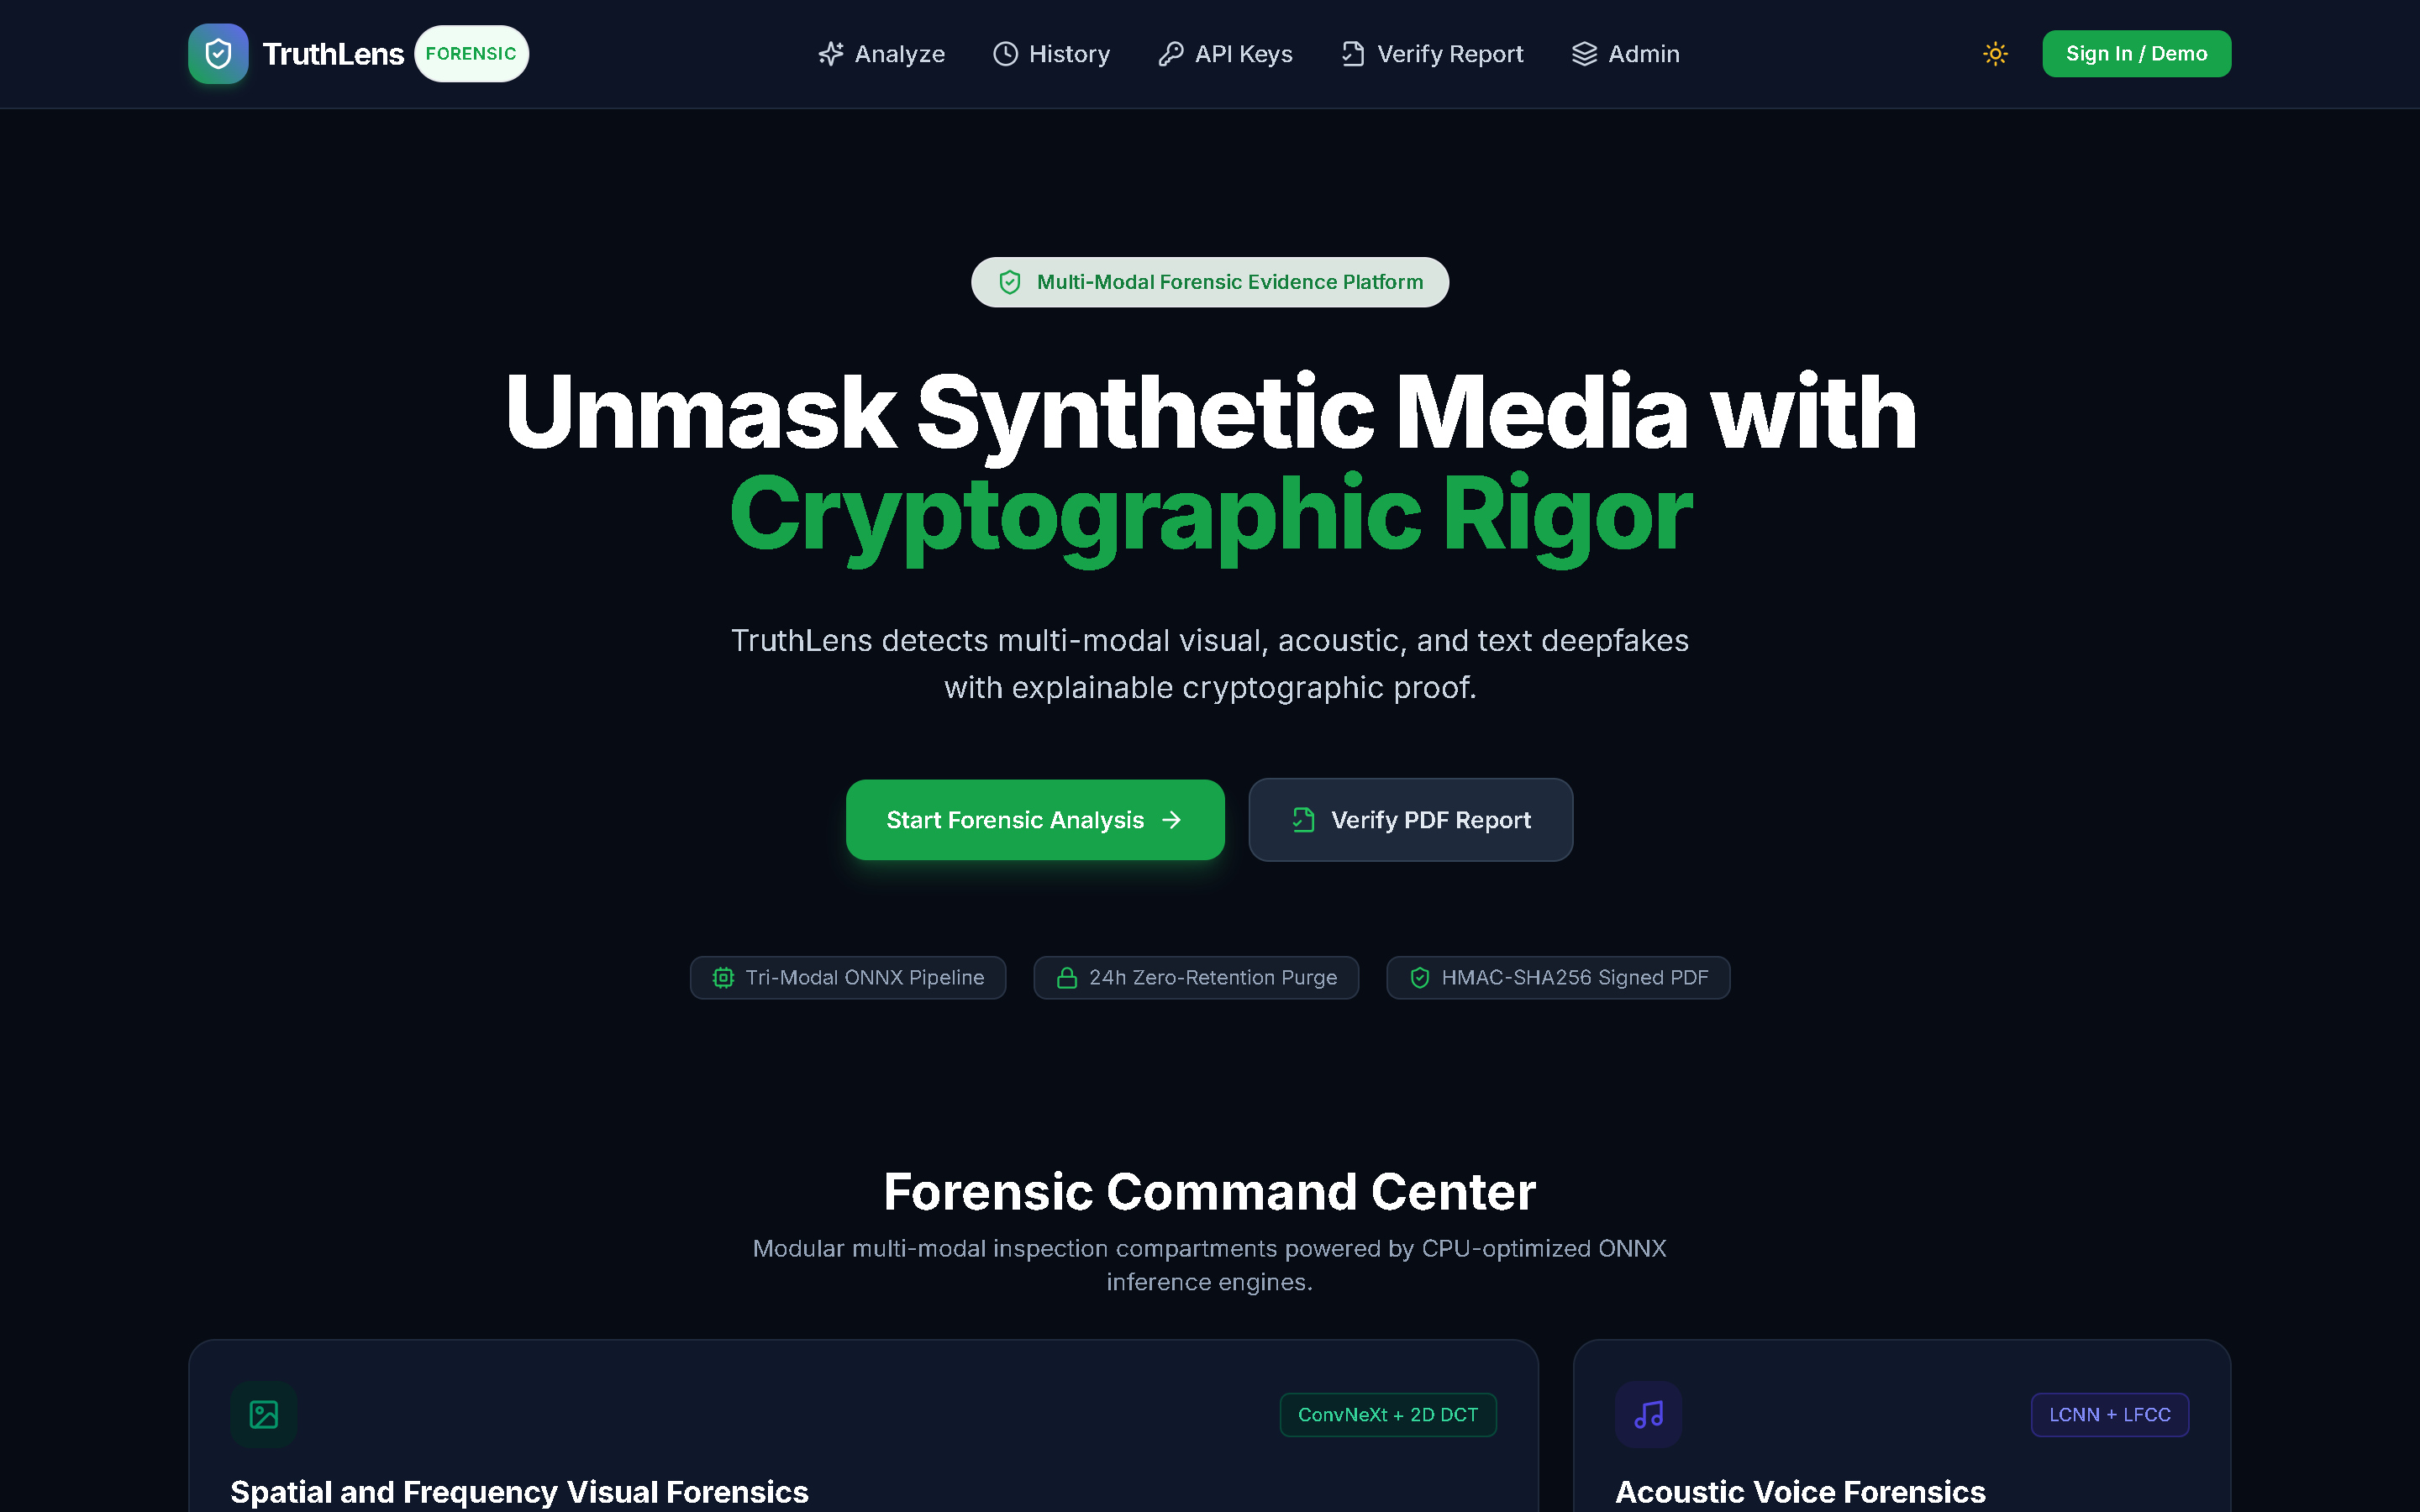 TruthLens FORENSIC
Analyze History API Keys Verify Report Admin
Sign In / Demo
Multi-Modal Forensic Evidence Platform
Unmask Synthetic Media with
Cryptographic Rigor
TruthLens detects multi-modal visual, acoustic, and text deepfakes
with explainable cryptographic proof.
Start Forensic Analysis
Verify PDF Report
Tri-Modal ONNX Pipeline
24h Zero-Retention Purge
HMAC-SHA256 Signed PDF
Forensic Command Center
Modular multi-modal inspection compartments powered by CPU-optimized ONNX
inference engines.
ConvNeXt + 2D DCT
Spatial and Frequency Visual Forensics
LCNN + LFCC
Acoustic Voice Forensics